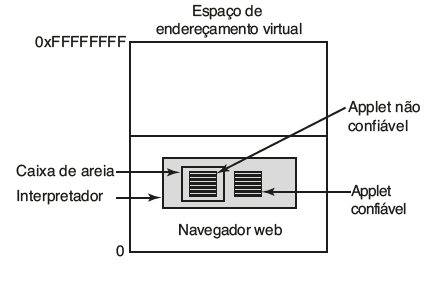 Espaço de
endereçamento virtual
0xFFFFFFFF
Applet não
confiável
Caixa de areia
Interpretador
Applet
confiável
Navegador web
0